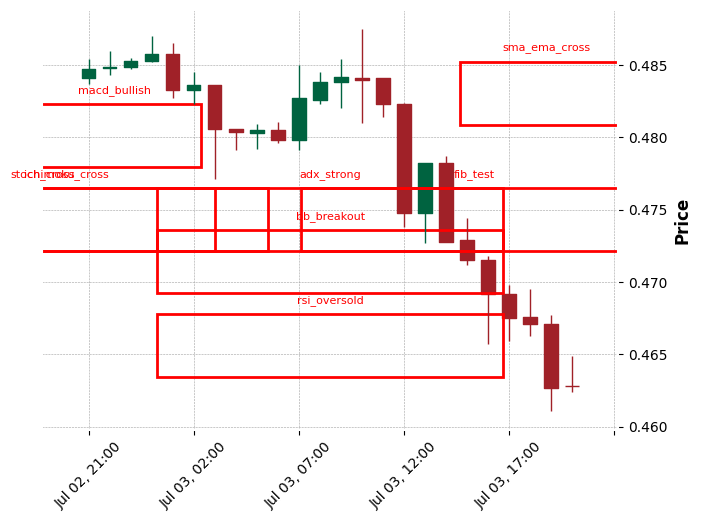 sma_ema_cross
0.485
macd_bullish
0.480
ichimoku_cross
adx_strong
fib_test
0.475
bb_breakout
Price
0.470
rsi_oversold
0.465
0.460
Jul 02, 21:00
Jul 03, 02:00
Jul 03, 07:00
Jul 03, 12:00
Jul 03, 17:00